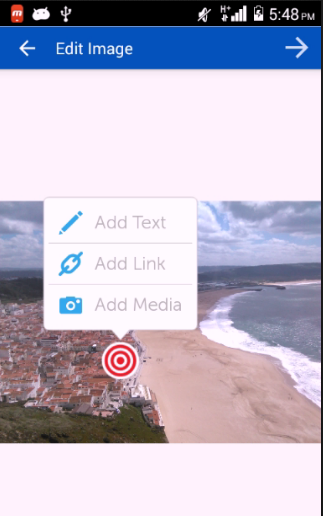 H+ 5:48 PM
Edit Image
Add Text
Add Link
Add Media